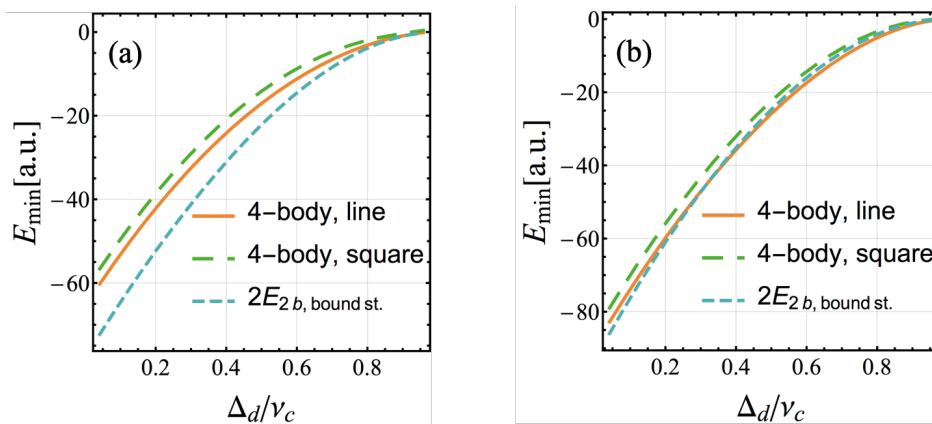 (a)
E_min[a.u.]
0
−20
−40
−60
4−body, line
4−body, square
2E_2 b, bound st.
0.2 0.4 0.6 0.8
Δ_d/ν_c
(b)
E_min[a.u.]
0
−20
−40
−60
−80
4−body, line
4−body, square
2E_2 b, bound st.
0.2 0.4 0.6 0.8
Δ_d/ν_c